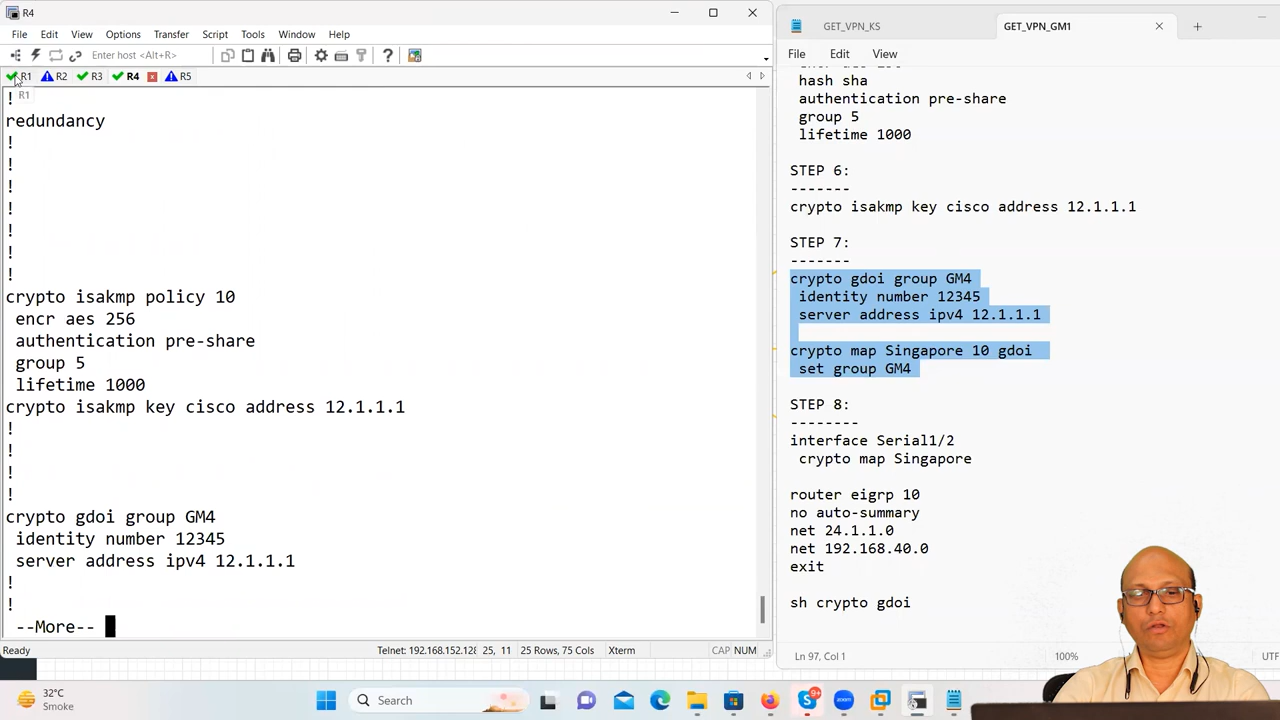 R4
File Edit View Options Transfer Script Tools Window Help
Enter host <Alt+R>
R1 R2 R3 R4 R5
R1
!
redundancy
!
!
!
!
!
!
!
crypto isakmp policy 10
encr aes 256
authentication pre-share
group 5
lifetime 1000
crypto isakmp key cisco address 12.1.1.1
!
!
!
!
crypto gdoi group GM4
identity number 12345
server address ipv4 12.1.1.1
!
!
--More--
Ready Telnet: 192.168.152.128 25, 11 25 Rows, 75 Cols Xterm CAP NUM
GET_VPN_KS GET_VPN_GM1
File Edit View
hash sha
authentication pre-share
group 5
lifetime 1000
STEP 6:
-------
crypto isakmp key cisco address 12.1.1.1
STEP 7:
-------
crypto gdoi group GM4
identity number 12345
server address ipv4 12.1.1.1
crypto map Singapore 10 gdoi
set group GM4
STEP 8:
--------
interface Serial1/2
crypto map Singapore
router eigrp 10
no auto-summary
net 24.1.1.0
net 192.168.40.0
exit
sh crypto gdoi
Ln 97, Col 1 100% UTF
32°C
Smoke
Search
9+
zoom